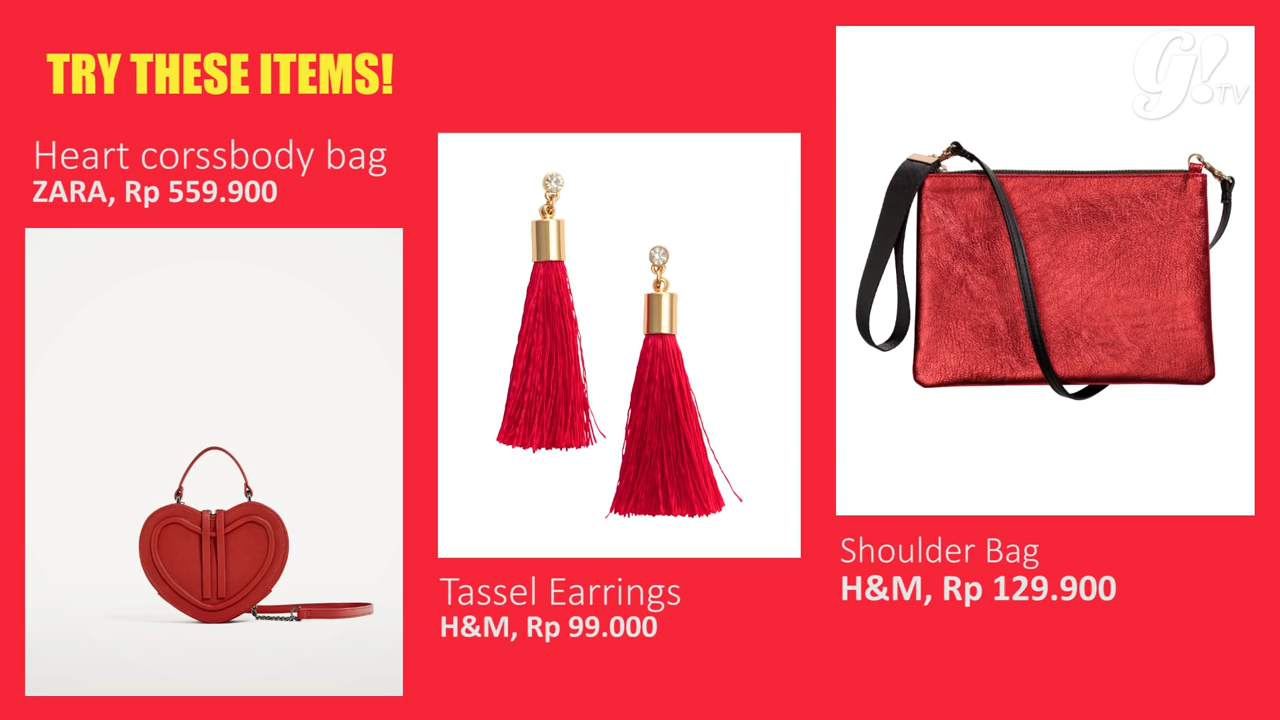 TRY THESE ITEMS!
Heart corssbody bag
ZARA, Rp 559.900
Tassel Earrings
H&M, Rp 99.000
Shoulder Bag
H&M, Rp 129.900
G!TV